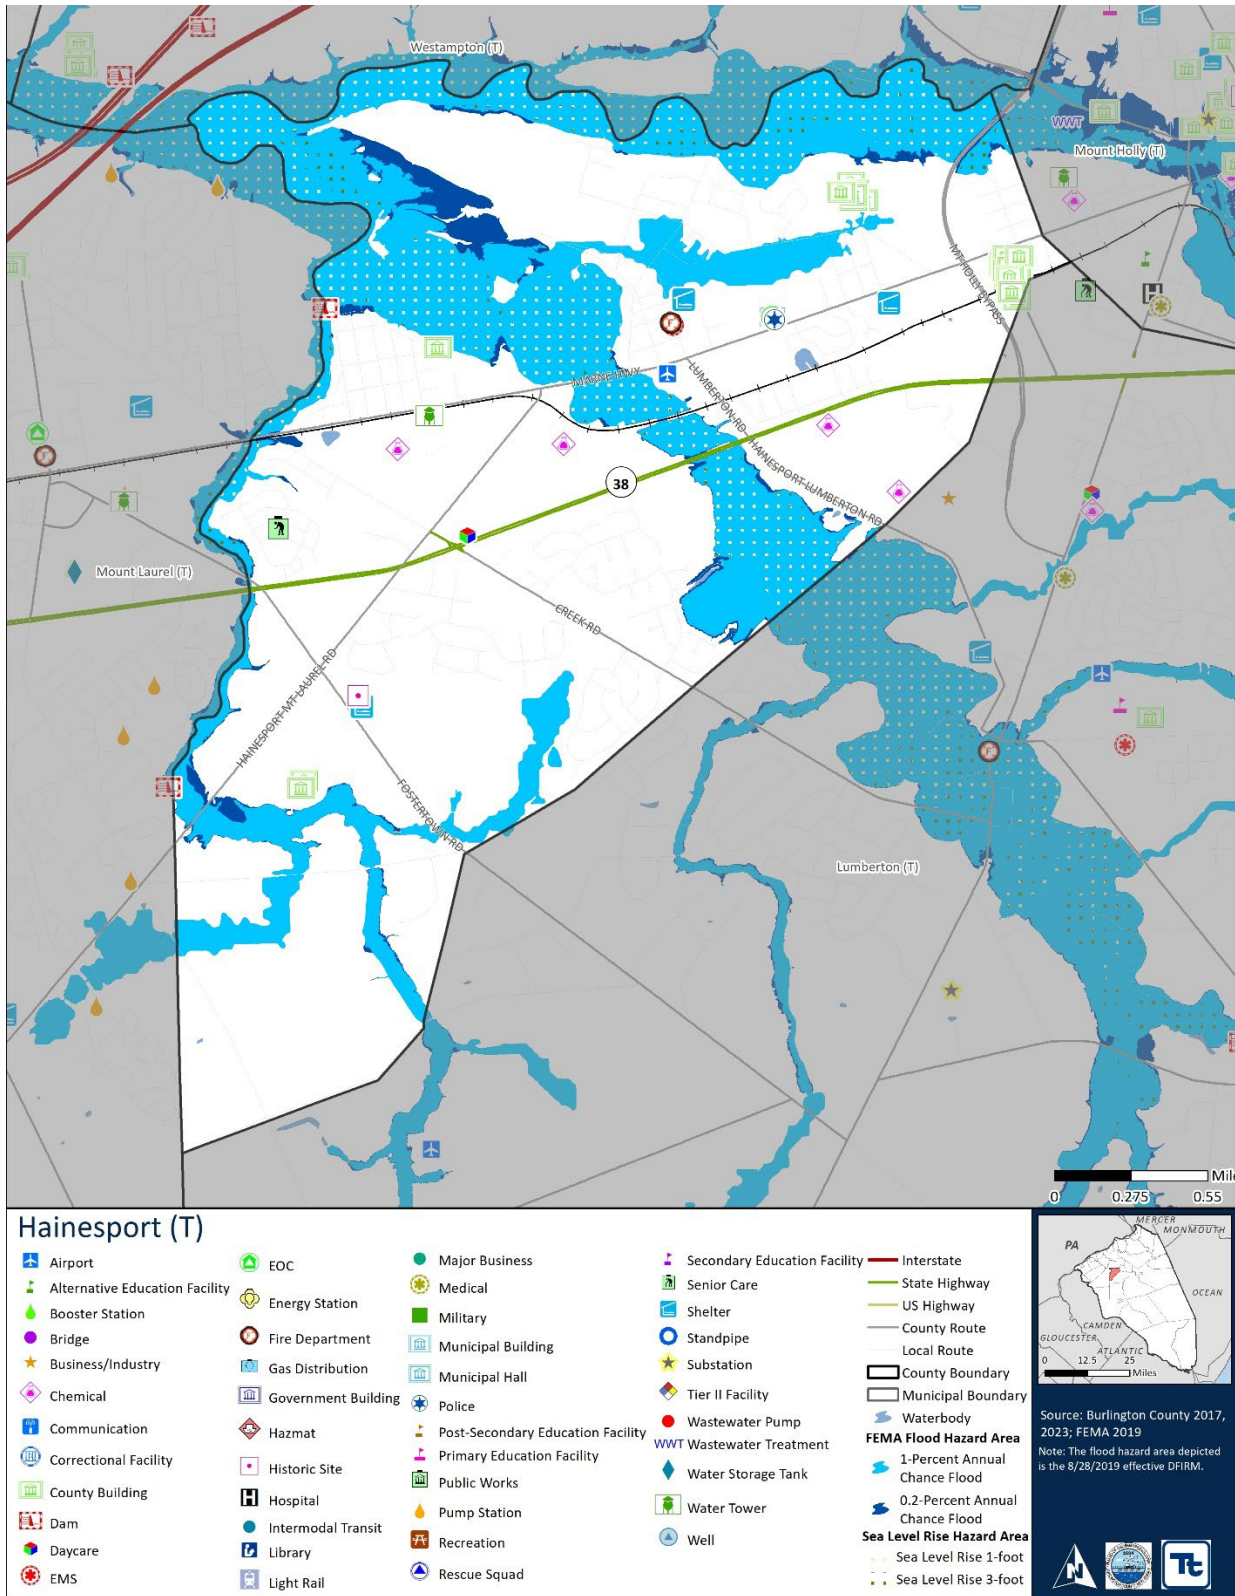 Westampton (T)
WWT
Mount Holly (T)
MT HOLLY BYPASS
H
F
MARNE HWY
LUMBERTON RD
HAINESPORT-LUMBERTON RD
38
F
Mount Laurel (T)
CREEK RD
HAINESPORT-MT LAUREL RD
F
FOSTERTOWN RD
Lumberton (T)
Mile
0 0.275 0.55
Hainesport (T)
Airport
Alternative Education Facility
Booster Station
Bridge
Business/Industry
Chemical
Communication
Correctional Facility
County Building
Dam
Daycare
EMS
EOC
Energy Station
Fire Department
Gas Distribution
Government Building
Hazmat
Historic Site
Hospital
Intermodal Transit
Library
Light Rail
Major Business
Medical
Military
Municipal Building
Municipal Hall
Police
Post-Secondary Education Facility
Primary Education Facility
Public Works
Pump Station
Recreation
Rescue Squad
Secondary Education Facility
Senior Care
Shelter
Standpipe
Substation
Tier II Facility
Wastewater Pump
WWT Wastewater Treatment
Water Storage Tank
Water Tower
Well
Interstate
State Highway
US Highway
County Route
Local Route
County Boundary
Municipal Boundary
Waterbody
FEMA Flood Hazard Area
1-Percent Annual
Chance Flood
0.2-Percent Annual
Chance Flood
Sea Level Rise Hazard Area
Sea Level Rise 1-foot
Sea Level Rise 3-foot
MERCER
MONMOUTH
PA
OCEAN
CAMDEN
GLOUCESTER
ATLANTIC
0 12.5 25
Miles
Source: Burlington County 2017,
2023; FEMA 2019
Note: The flood hazard area depicted
is the 8/28/2019 effective DFIRM.
N
Tt